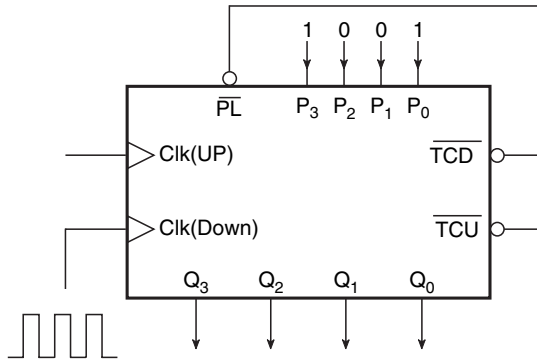 1 0 0 1
PL P₃ P₂ P₁ P₀
Clk(UP) TCD
Clk(Down) TCU
Q₃ Q₂ Q₁ Q₀